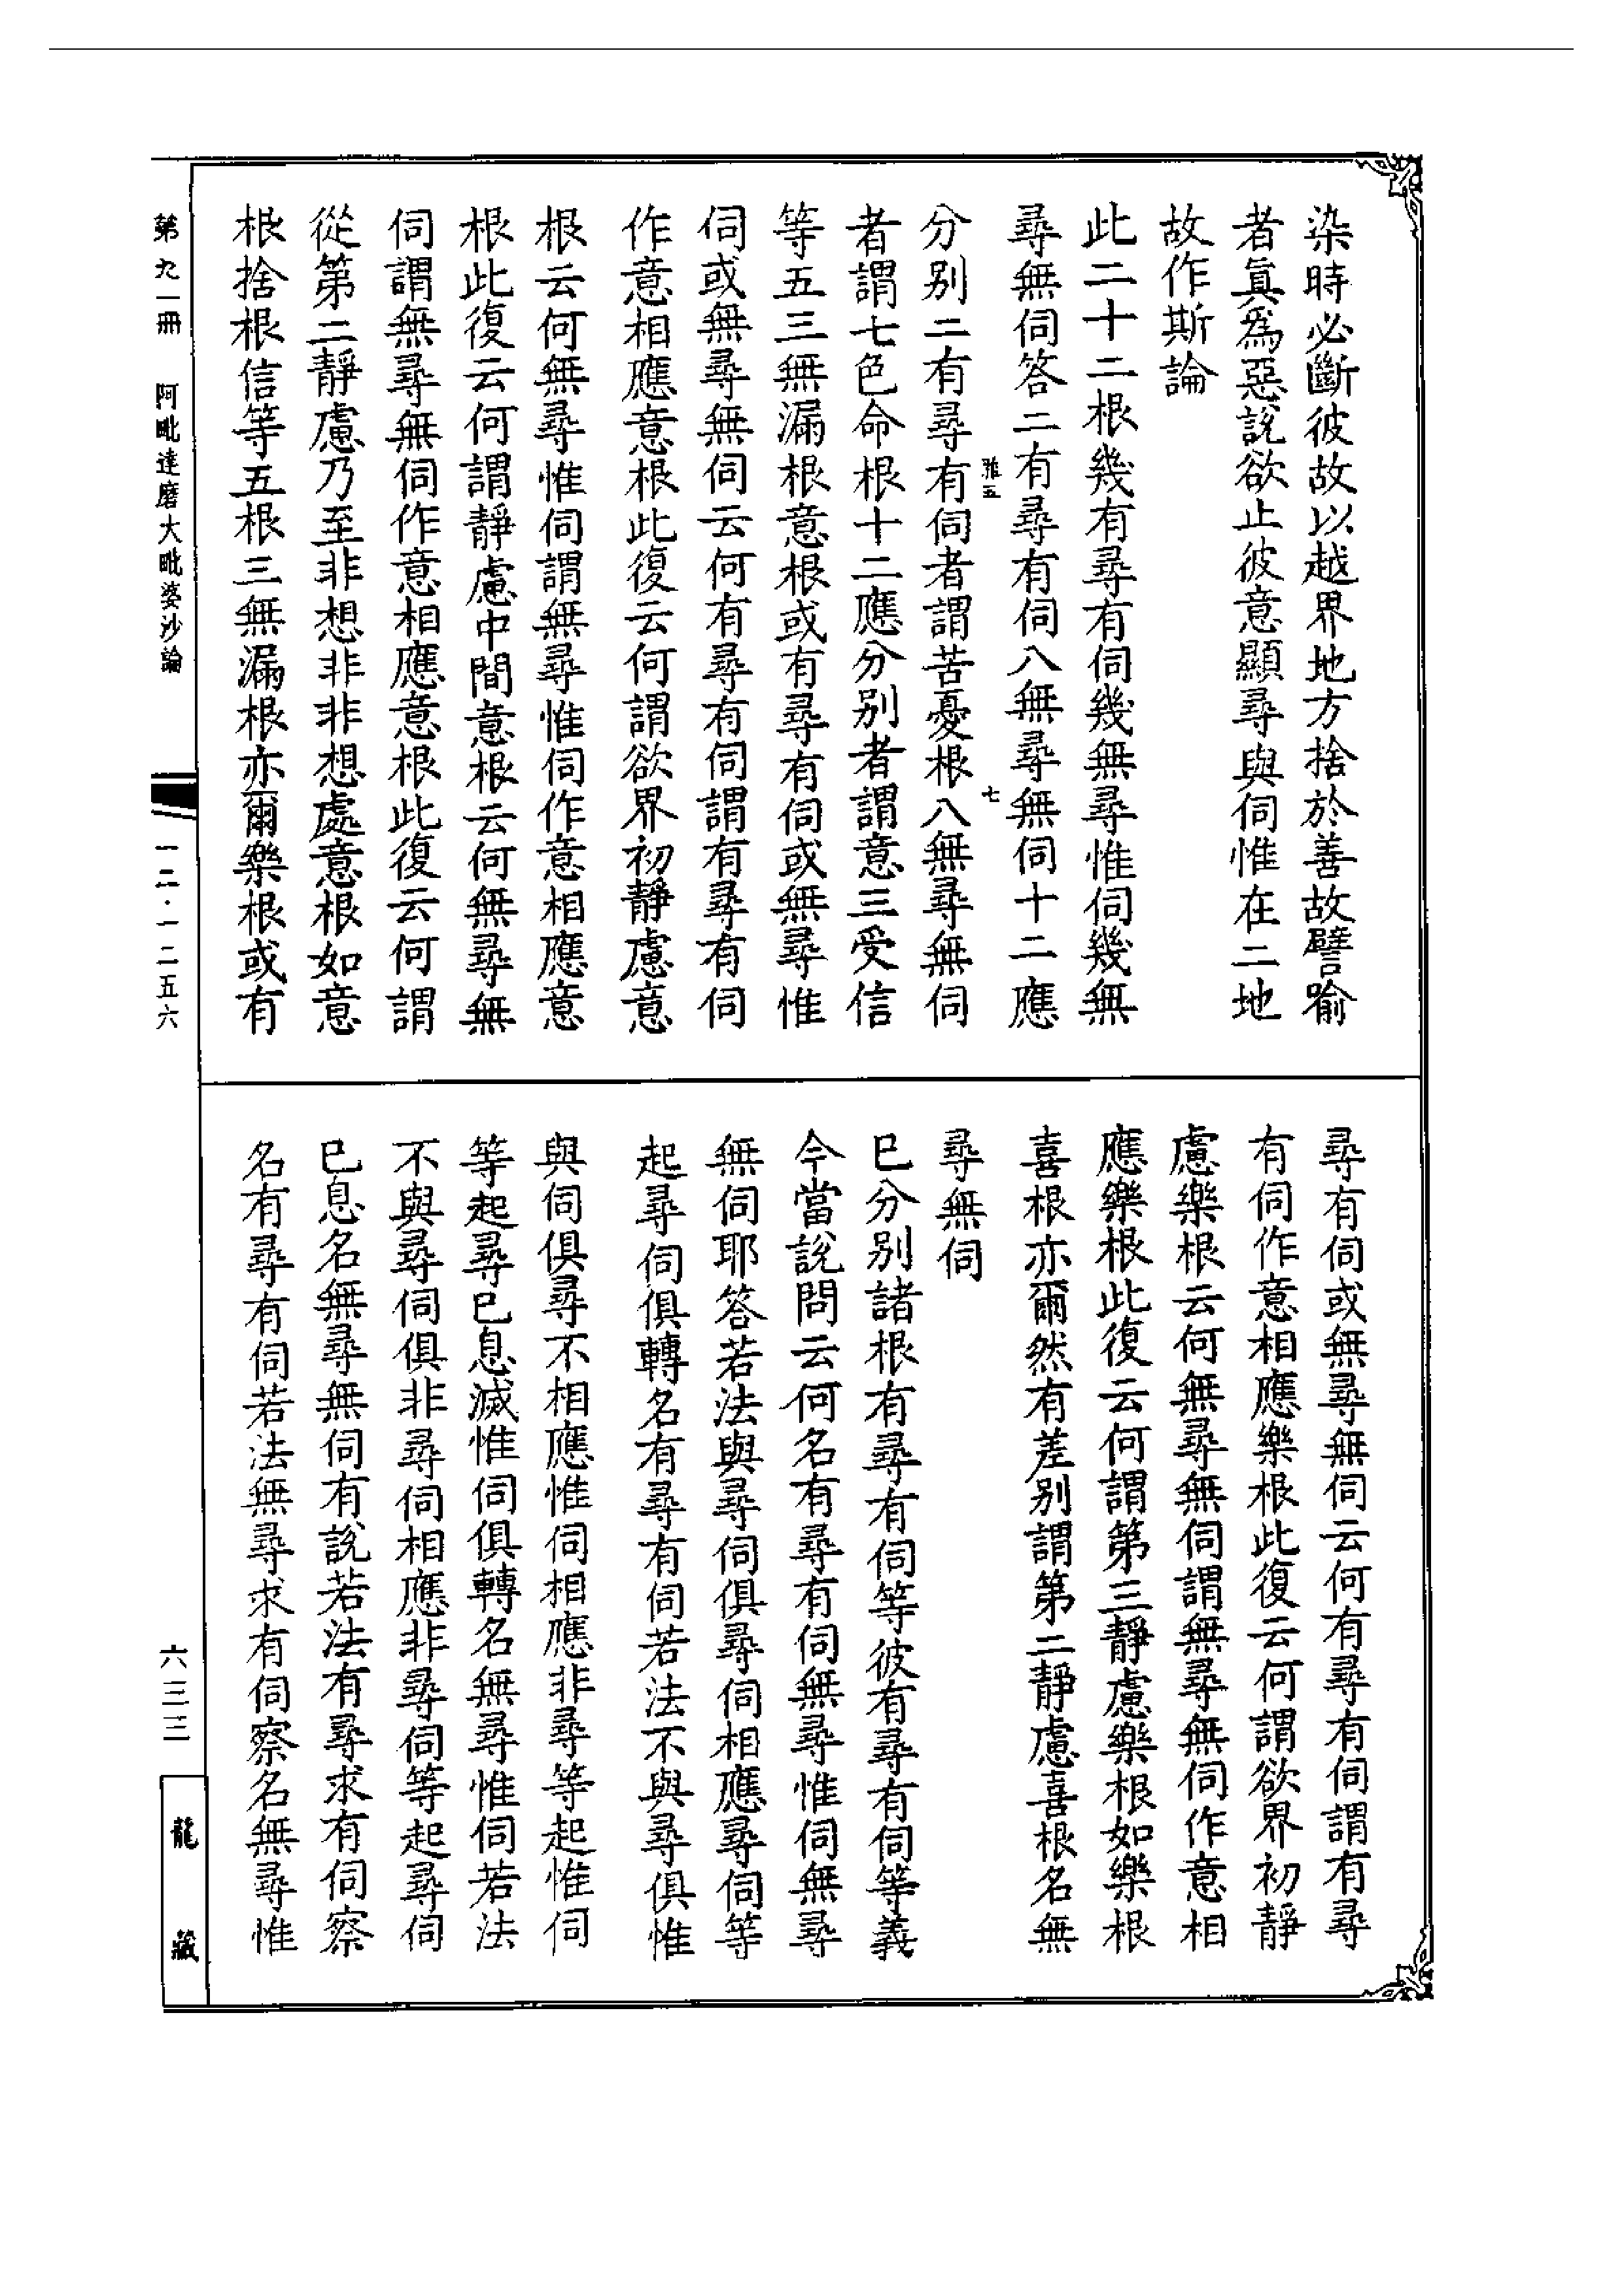 染時必斷彼故以越界地方捨於善故譬喻
者眞爲惡說欲止彼意顯尋與伺惟在二地
故作斯論
此二十二根幾有尋有伺幾無尋惟伺幾無
尋無伺答二有尋有伺八無尋無伺十二應
雅五 七
分別二有尋有伺者謂苦憂根八無尋無伺
者謂七色命根十二應分別者謂意三受信
等五三無漏根意根或有尋有伺或無尋惟
伺或無尋無伺云何有尋有伺謂有尋有伺
作意相應意根此復云何謂欲界初靜慮意
根云何無尋惟伺謂無尋惟伺作意相應意
根此復云何謂靜慮中間意根云何無尋無
伺謂無尋無伺作意相應意根此復云何謂
從第二靜慮乃至非想非非想處意根如意
根捨根信等五根三無漏根亦爾樂根或有
尋有伺或無尋無伺云何有尋有伺謂有尋
有伺作意相應樂根此復云何謂欲界初靜
慮樂根云何無尋無伺謂無尋無伺作意相
應樂根此復云何謂第三靜慮樂根如樂根
喜根亦爾然有差別謂第二靜慮喜根名無
尋無伺
已分別諸根有尋有伺等彼有尋有伺等義
今當說問云何名有尋有伺無尋惟伺無尋
無伺耶答若法與尋伺俱尋伺相應尋伺等
起尋伺俱轉名有尋有伺若法不與尋俱惟
與伺俱尋不相應惟伺相應非尋等起惟伺
等起尋已息滅惟伺俱轉名無尋惟伺若法
不與尋伺俱非尋伺相應非尋伺等起尋伺
已息名無尋無伺有說若法有尋求有伺察
名有尋有伺若法無尋求有伺察名無尋惟
第九一冊 阿毗達磨大毗婆沙論
一二·一二五六
六三三
龍藏